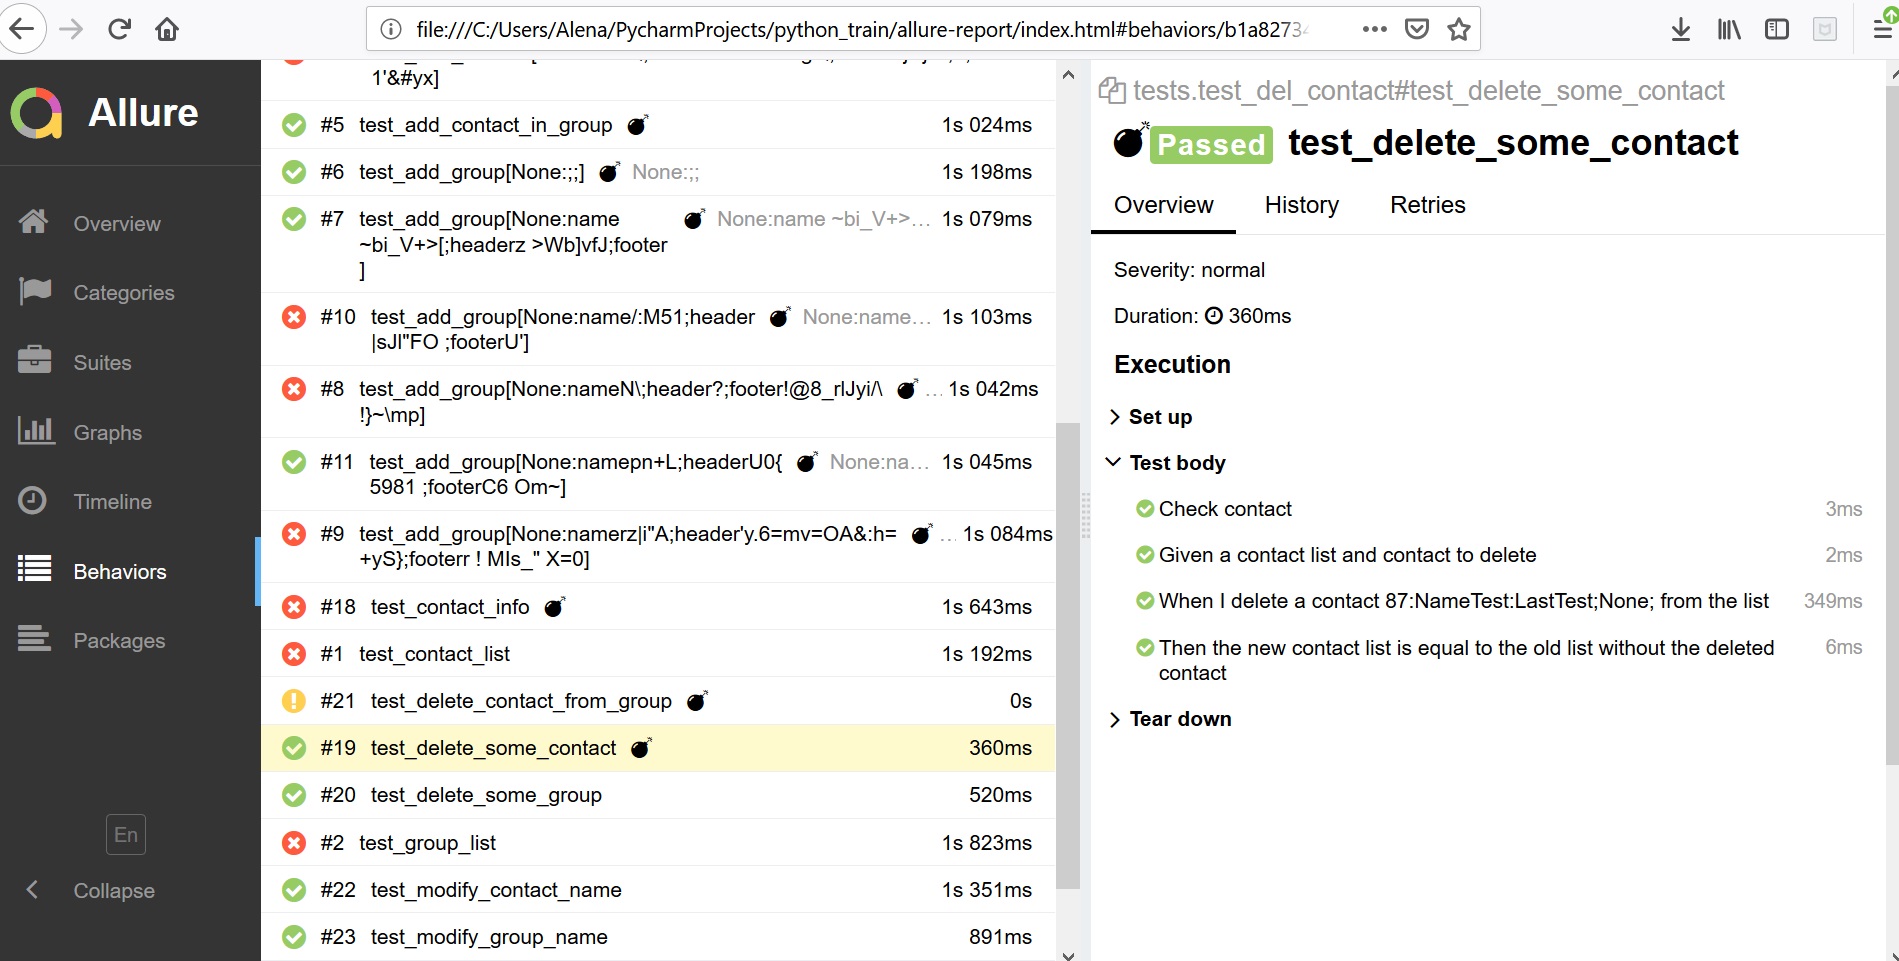 file:///C:/Users/Alena/PycharmProjects/python_train/allure-report/index.html#behaviors/b1a8273
Allure
Overview
Categories
Suites
Graphs
Timeline
Behaviors
Packages
En
Collapse
1'&#yx]
#5 test_add_contact_in_group 1s 024ms
#6 test_add_group[None:;;] None:;; 1s 198ms
#7 test_add_group[None:name None:name ~bi_V+>... 1s 079ms
~bi_V+>[;headerz >Wb]vfJ;footer
]
#10 test_add_group[None:name/:M51;header None:name... 1s 103ms
|sJl"FO ;footerU']
#8 test_add_group[None:nameN\;header?;footer!@8_rlJyi/\ ... 1s 042ms
!}~\mp]
#11 test_add_group[None:namepn+L;headerU0{ None:na... 1s 045ms
5981 ;footerC6 Om~]
#9 test_add_group[None:namerz|i"A;header'y.6=mv=OA&:h= ... 1s 084ms
+yS};footerr ! MIs_" X=0]
#18 test_contact_info 1s 643ms
#1 test_contact_list 1s 192ms
#21 test_delete_contact_from_group 0s
#19 test_delete_some_contact 360ms
#20 test_delete_some_group 520ms
#2 test_group_list 1s 823ms
#22 test_modify_contact_name 1s 351ms
#23 test_modify_group_name 891ms
tests.test_del_contact#test_delete_some_contact
Passed test_delete_some_contact
Overview History Retries
Severity: normal
Duration: 360ms
Execution
Set up
Test body
Check contact 3ms
Given a contact list and contact to delete 2ms
When I delete a contact 87:NameTest:LastTest;None; from the list 349ms
Then the new contact list is equal to the old list without the deleted 6ms
contact
Tear down